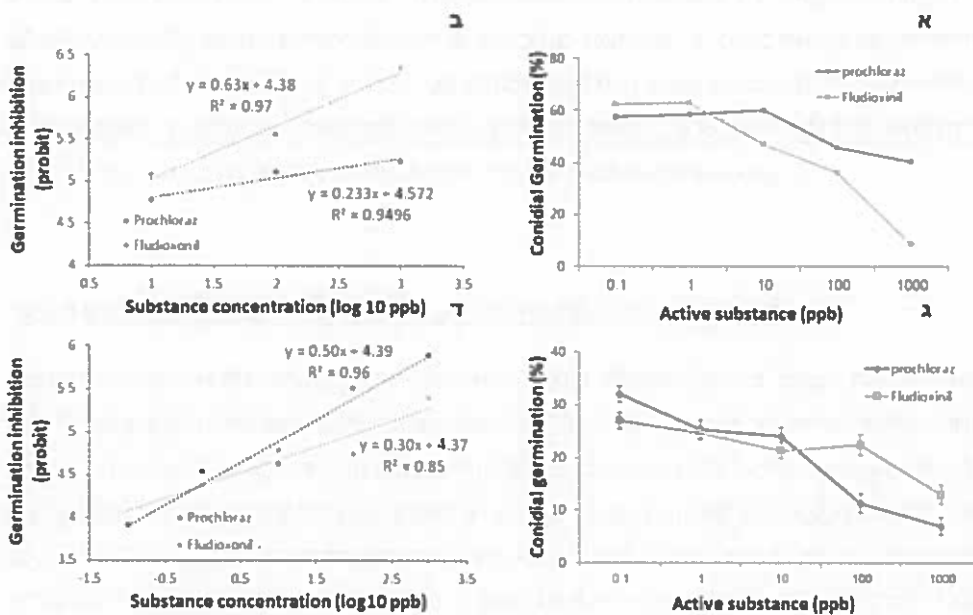 א
80
60
40
20
0
Conidial Germination (%)
prochloraz
Fludioxinil
0.1 1 10 100 1000
Active substance (ppb)
ב
6.5
6
5.5
5
4.5
4
Germination inhibition
(probit)
y = 0.63x + 4.38
R² = 0.97
y = 0.233x + 4.572
R² = 0.9496
Prochloraz
Fludioxonil
0.5 1 1.5 2 2.5 3 3.5
Substance concentration (log 10 ppb)
ג
40
30
20
10
0
Conidial germination (%)
prochloraz
Fludioxinil
0.1 1 10 100 1000
Active substance (ppb)
ד
6
5.5
5
4.5
Germination inhibition
(probit)
y = 0.50x + 4.39
R² = 0.96
y = 0.30x + 4.37
R² = 0.85
Prochloraz
Fludioxonil
-1.5 -0.5 0.5 1.5 2.5 3.5
Substance concentration (log10 ppb)